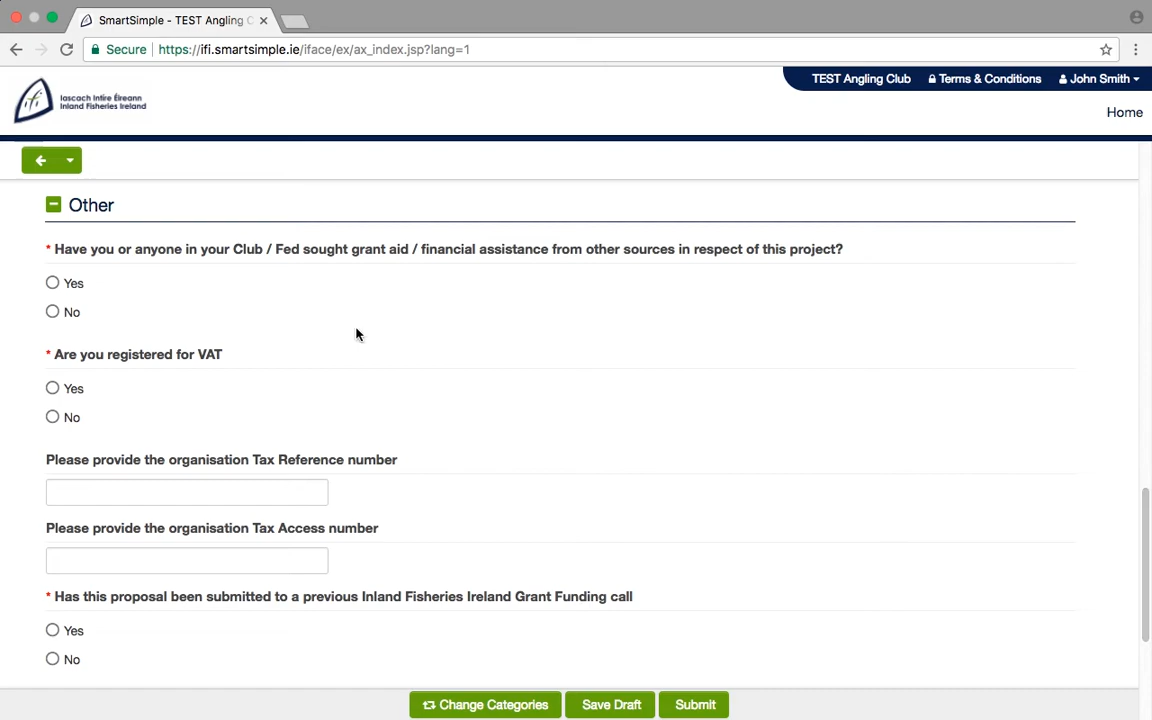 SmartSimple - TEST Angling C
Secure https://ifi.smartsimple.ie/iface/ex/ax_index.jsp?lang=1
TEST Angling Club Terms & Conditions John Smith
ifi
Iascach Intíre Éireann
Inland Fisheries Ireland
Home
Other
* Have you or anyone in your Club / Fed sought grant aid / financial assistance from other sources in respect of this project?
Yes
No
* Are you registered for VAT
Yes
No
Please provide the organisation Tax Reference number
Please provide the organisation Tax Access number
* Has this proposal been submitted to a previous Inland Fisheries Ireland Grant Funding call
Yes
No
Change Categories Save Draft Submit